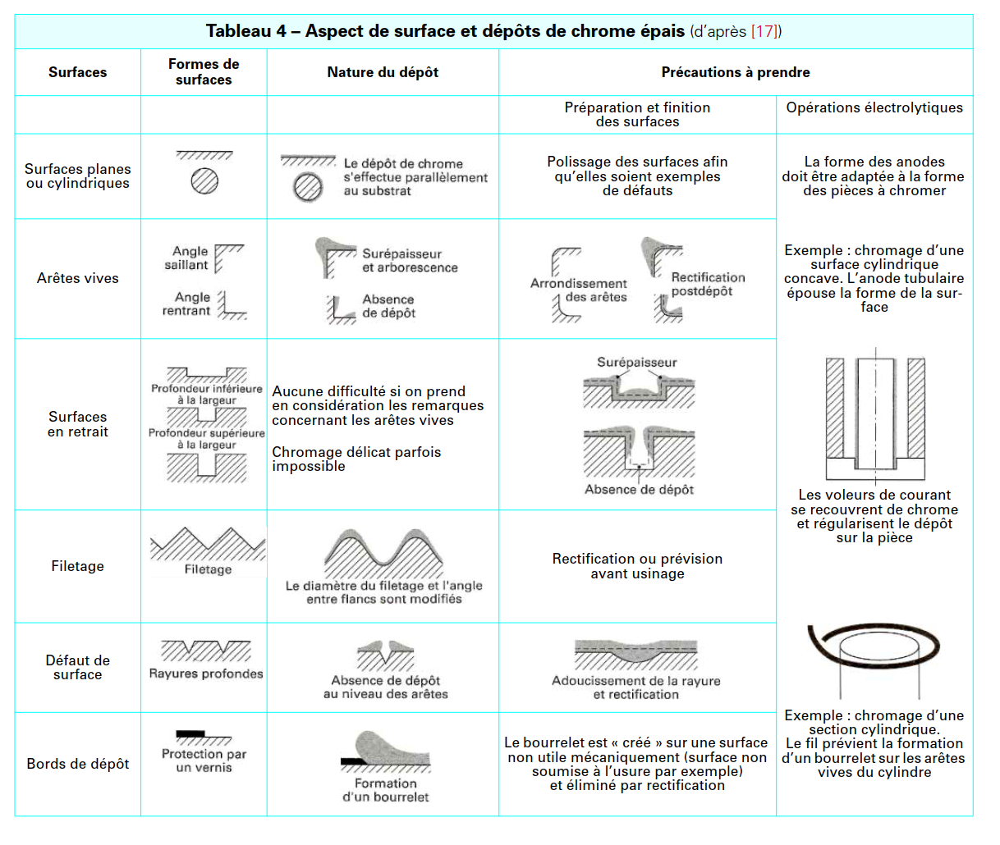 Tableau 4 – Aspect de surface et dépôts de chrome épais (d'après [17])
Surfaces
Formes de
surfaces
Nature du dépôt
Précautions à prendre
Préparation et finition
des surfaces
Opérations électrolytiques
Surfaces planes
ou cylindriques
Le dépôt de chrome
s'effectue parallèlement
au substrat
Polissage des surfaces afin
qu'elles soient exemples
de défauts
La forme des anodes
doit être adaptée à la forme
des pièces à chromer
Arêtes vives
Angle
saillant
Angle
rentrant
Surépaisseur
et arborescence
Absence
de dépôt
Arrondissement
des arêtes
Rectification
postdépôt
Exemple : chromage d'une
surface cylindrique
concave. L'anode tubulaire
épouse la forme de la sur-
face
Surfaces
en retrait
Profondeur inférieure
à la largeur
Profondeur supérieure
à la largeur
Aucune difficulté si on prend
en considération les remarques
concernant les arêtes vives
Chromage délicat parfois
impossible
Surépaisseur
Absence de dépôt
Les voleurs de courant
se recouvrent de chrome
et régularisent le dépôt
sur la pièce
Filetage
Filetage
Le diamètre du filetage et l'angle
entre flancs sont modifiés
Rectification ou prévision
avant usinage
Défaut de
surface
Rayures profondes
Absence de dépôt
au niveau des arêtes
Adoucissement de la rayure
et rectification
Exemple : chromage d'une
section cylindrique.
Le fil prévient la formation
d'un bourrelet sur les arêtes
vives du cylindre
Bords de dépôt
Protection par
un vernis
Formation
d'un bourrelet
Le bourrelet est « créé » sur une surface
non utile mécaniquement (surface non
soumise à l'usure par exemple)
et éliminé par rectification